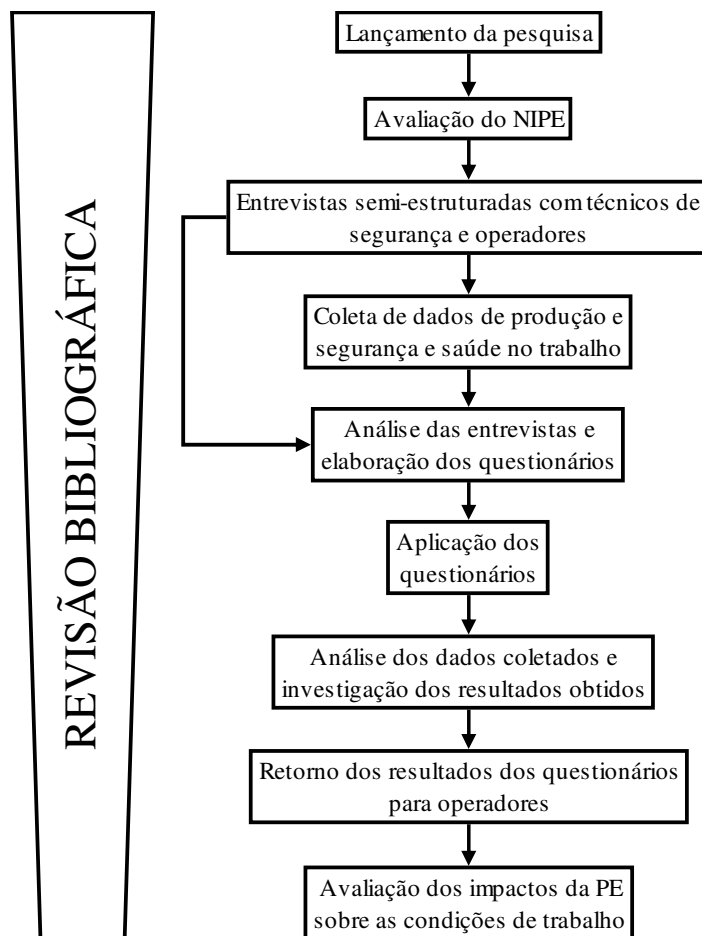 REVISÃO BIBLIOGRÁFICA
Lançamento da pesquisa
Avaliação do NIPE
Entrevistas semi-estruturadas com técnicos de
segurança e operadores
Coleta de dados de produção e
segurança e saúde no trabalho
Análise das entrevistas e
elaboração dos questionários
Aplicação dos
questionários
Análise dos dados coletados e
investigação dos resultados obtidos
Retorno dos resultados dos questionários
para operadores
Avaliação dos impactos da PE
sobre as condições de trabalho